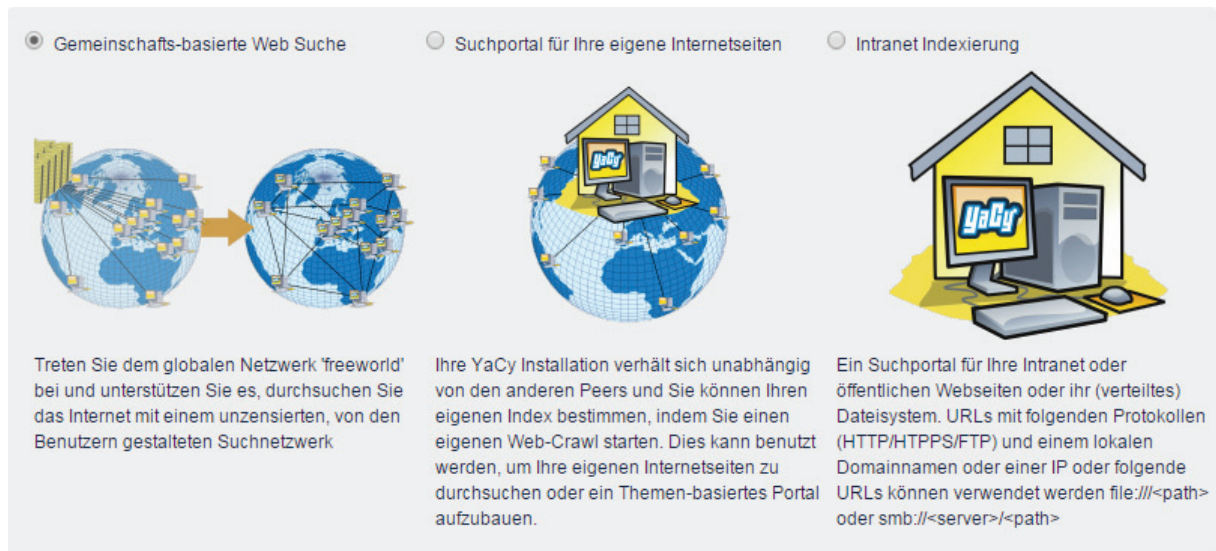 Gemeinschafts-basierte Web Suche
Suchportal für Ihre eigene Internetseiten
Intranet Indexierung
YaCy
YaCy
Treten Sie dem globalen Netzwerk 'freeworld'
bei und unterstützen Sie es, durchsuchen Sie
das Internet mit einem unzensierten, von den
Benutzern gestalteten Suchnetzwerk
Ihre YaCy Installation verhält sich unabhängig
von den anderen Peers und Sie können Ihren
eigenen Index bestimmen, indem Sie einen
eigenen Web-Crawl starten. Dies kann benutzt
werden, um Ihre eigenen Internetseiten zu
durchsuchen oder ein Themen-basiertes Portal
aufzubauen.
Ein Suchportal für Ihre Intranet oder
öffentlichen Webseiten oder ihr (verteiltes)
Dateisystem. URLs mit folgenden Protokollen
(HTTP/HTPPS/FTP) und einem lokalen
Domainnamen oder einer IP oder folgende
URLs können verwendet werden file:///<path>
oder smb://<server>/<path>